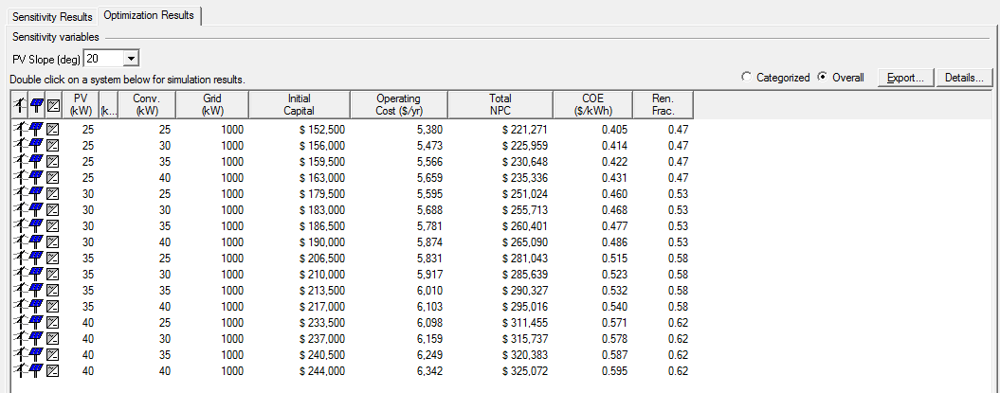 Sensitivity Results Optimization Results
Sensitivity variables
PV Slope (deg) 20
Double click on a system below for simulation results. Categorized Overall Export... Details...
PV (k... Conv. Grid Initial Operating Total COE Ren.
(kW) (kW) (kW) Capital Cost ($/yr) NPC ($/kWh) Frac.
25 25 1000 $ 152,500 5,380 $ 221,271 0.405 0.47
25 30 1000 $ 156,000 5,473 $ 225,959 0.414 0.47
25 35 1000 $ 159,500 5,566 $ 230,648 0.422 0.47
25 40 1000 $ 163,000 5,659 $ 235,336 0.431 0.47
30 25 1000 $ 179,500 5,595 $ 251,024 0.460 0.53
30 30 1000 $ 183,000 5,688 $ 255,713 0.468 0.53
30 35 1000 $ 186,500 5,781 $ 260,401 0.477 0.53
30 40 1000 $ 190,000 5,874 $ 265,090 0.486 0.53
35 25 1000 $ 206,500 5,831 $ 281,043 0.515 0.58
35 30 1000 $ 210,000 5,917 $ 285,639 0.523 0.58
35 35 1000 $ 213,500 6,010 $ 290,327 0.532 0.58
35 40 1000 $ 217,000 6,103 $ 295,016 0.540 0.58
40 25 1000 $ 233,500 6,098 $ 311,455 0.571 0.62
40 30 1000 $ 237,000 6,159 $ 315,737 0.578 0.62
40 35 1000 $ 240,500 6,249 $ 320,383 0.587 0.62
40 40 1000 $ 244,000 6,342 $ 325,072 0.595 0.62